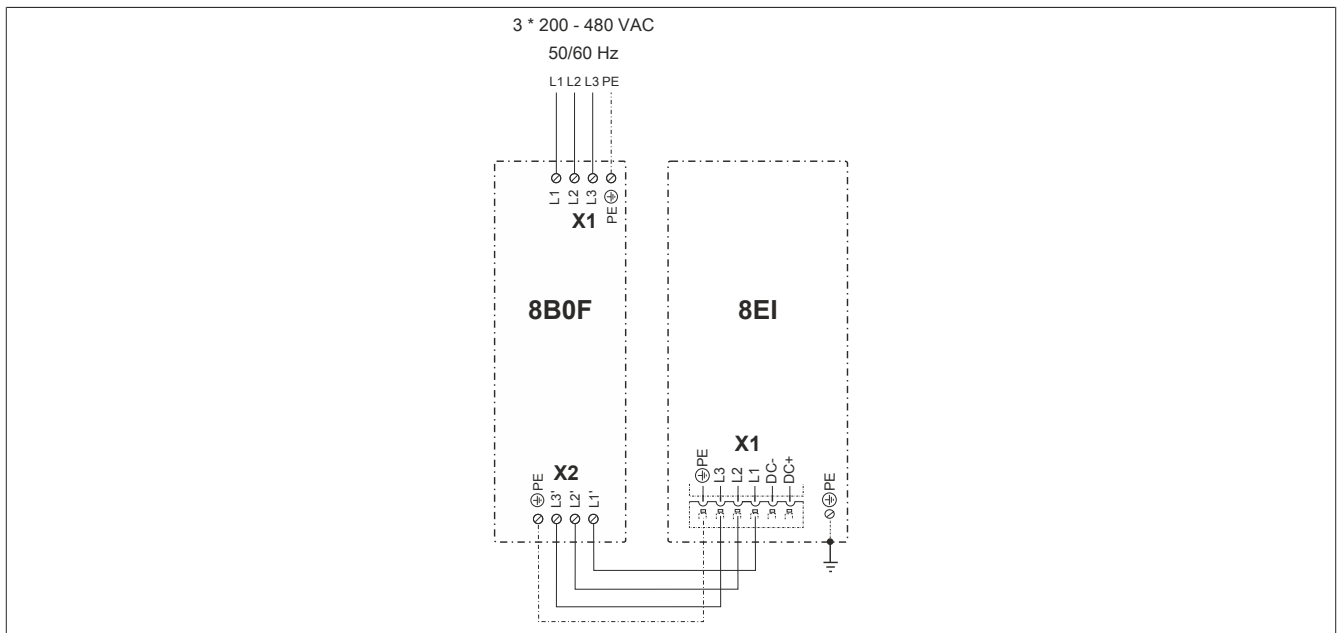 3 * 200 - 480 VAC
50/60 Hz
L1 L2 L3 PE
L1 L2 L3 PE
X1
8B0F
8EI
X2
PE L3' L2' L1'
X1
PE L3 L2 L1 DC- DC+
PE